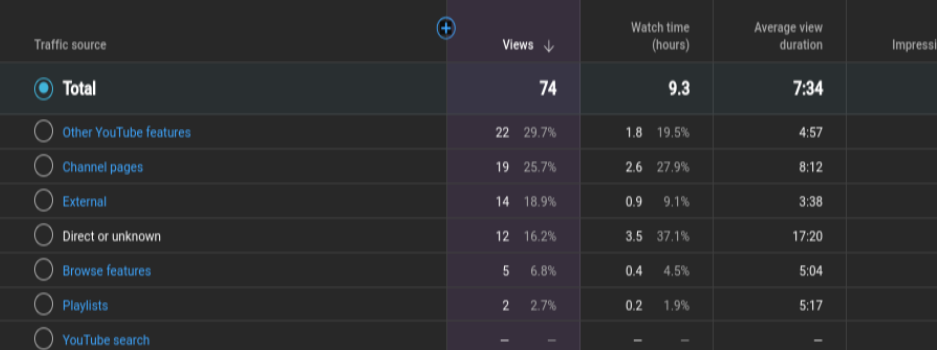 Traffic source Views ↓ Watch time (hours) Average view duration Impressi
Total 74 9.3 7:34
Other YouTube features 22 29.7% 1.8 19.5% 4:57
Channel pages 19 25.7% 2.6 27.9% 8:12
External 14 18.9% 0.9 9.1% 3:38
Direct or unknown 12 16.2% 3.5 37.1% 17:20
Browse features 5 6.8% 0.4 4.5% 5:04
Playlists 2 2.7% 0.2 1.9% 5:17
YouTube search – – – – –